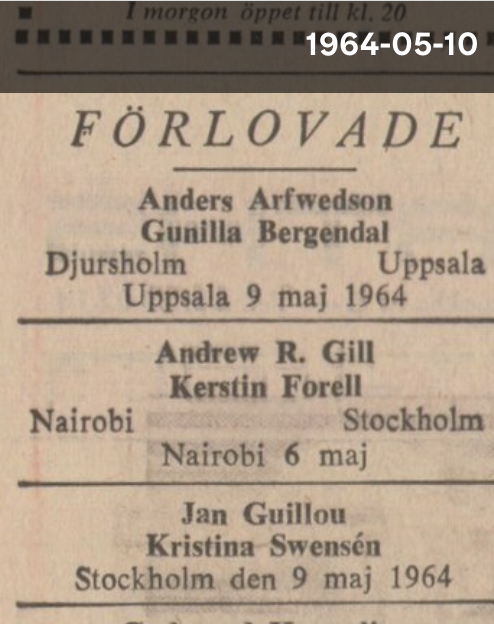 I morgon öppet till kl. 20
1964-05-10
FÖRLOVADE
Anders Arfwedson
Gunilla Bergendal
Djursholm Uppsala
Uppsala 9 maj 1964
Andrew R. Gill
Kerstin Forell
Nairobi Stockholm
Nairobi 6 maj
Jan Guillou
Kristina Swensén
Stockholm den 9 maj 1964